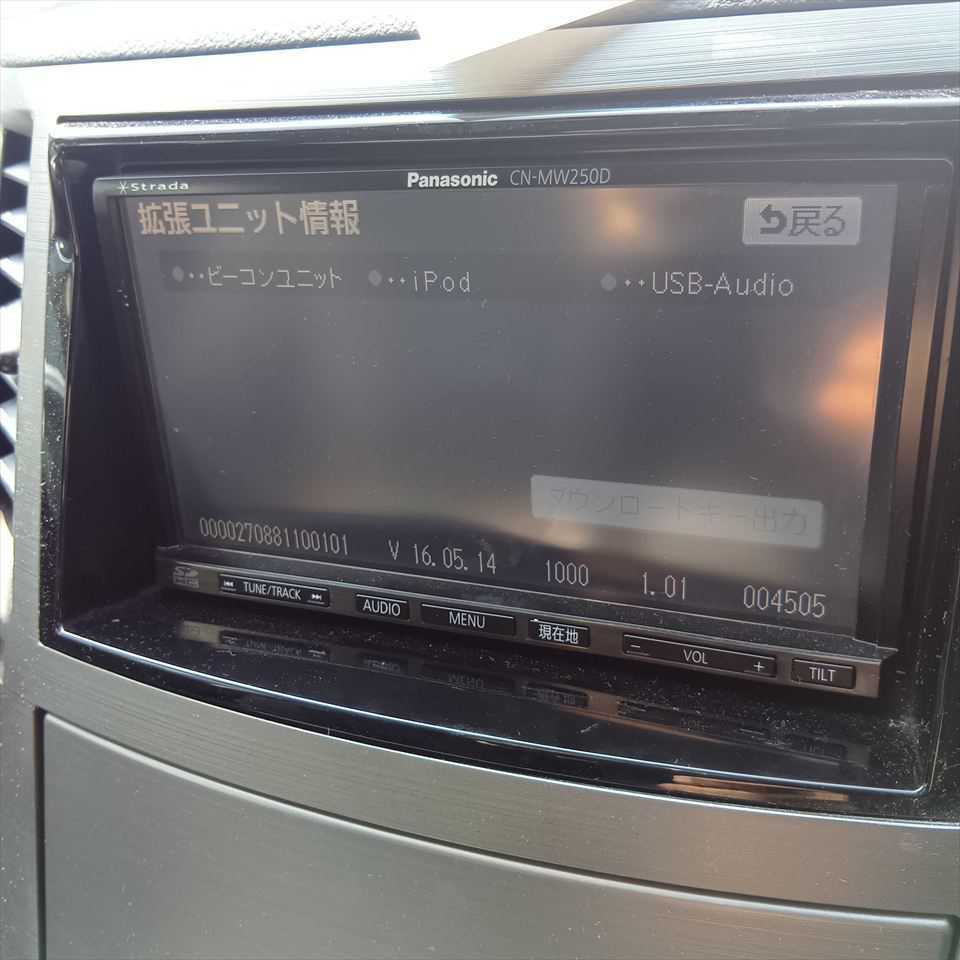 Strada
Panasonic CN-MW250D
拡張ユニット情報 戻る
・・ビーコンユニット ・・iPod ・・USB-Audio
マウンロートキー出力
0000270881100101 V 16.05.14 1000 1.01 004505
TUNE/TRACK AUDIO MENU 現在地 − VOL + TILT